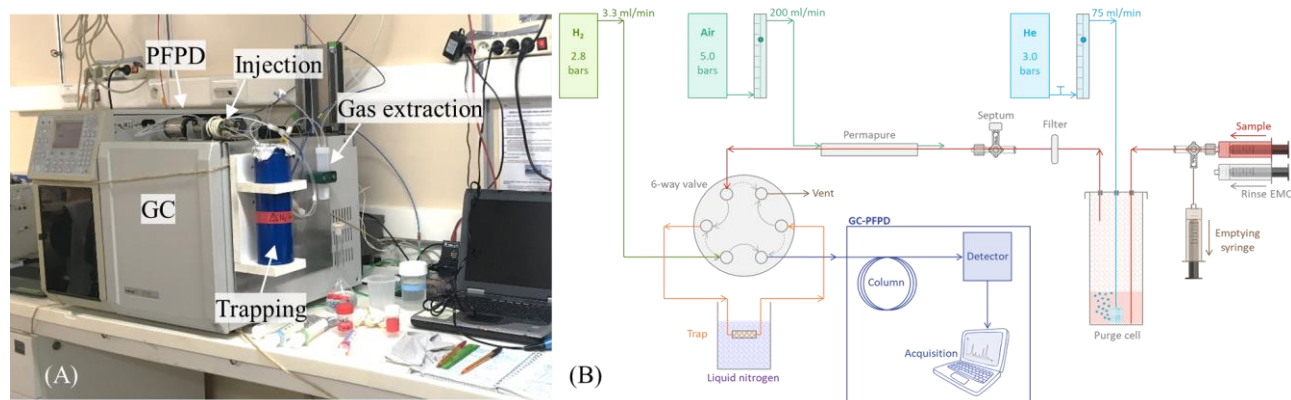 PFPD
Injection
Gas extraction
GC
Trapping
(A)
3.3 ml/min
200 ml/min
75 ml/min
H₂
2.8
bars
Air
5.0
bars
He
3.0
bars
Permapure
Septum
Filter
Sample
Rinse EMC
6-way valve
Vent
Emptying
syringe
GC-PFPD
Column
Detector
Trap
Acquisition
Purge cell
(B)
Liquid nitrogen